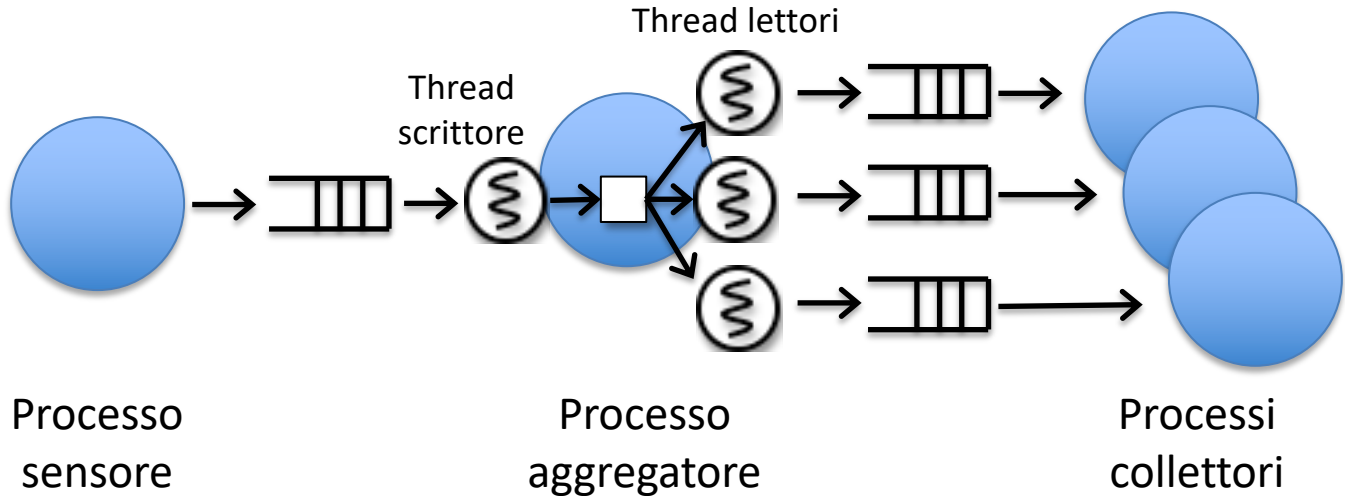 Thread lettori
Thread
scrittore
Processo
sensore
Processo
aggregatore
Processi
collettori